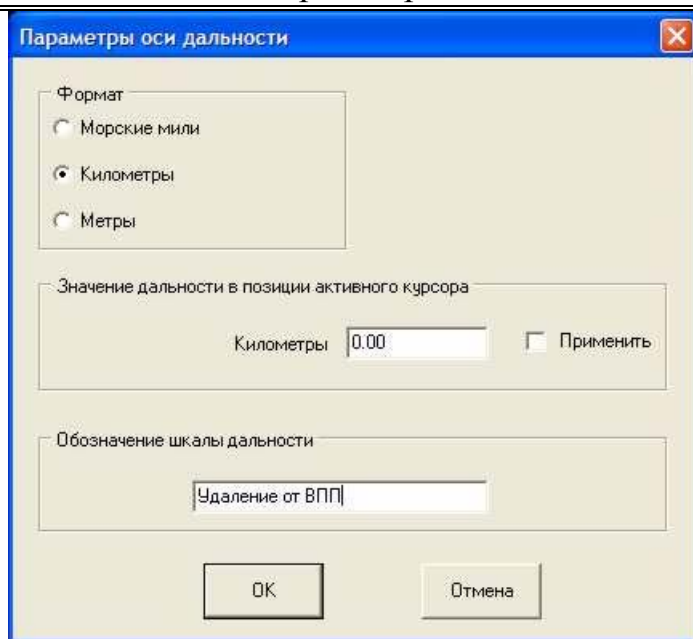 Параметры оси дальности
Формат
Морские мили
Километры
Метры
Значение дальности в позиции активного курсора
Километры 0.00 Применить
Обозначение шкалы дальности
Удаление от ВПП
OK Отмена